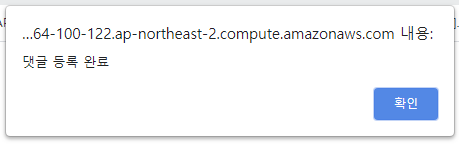 ...64-100-122.ap-northeast-2.compute.amazonaws.com 내용:
댓글 등록 완료
확인